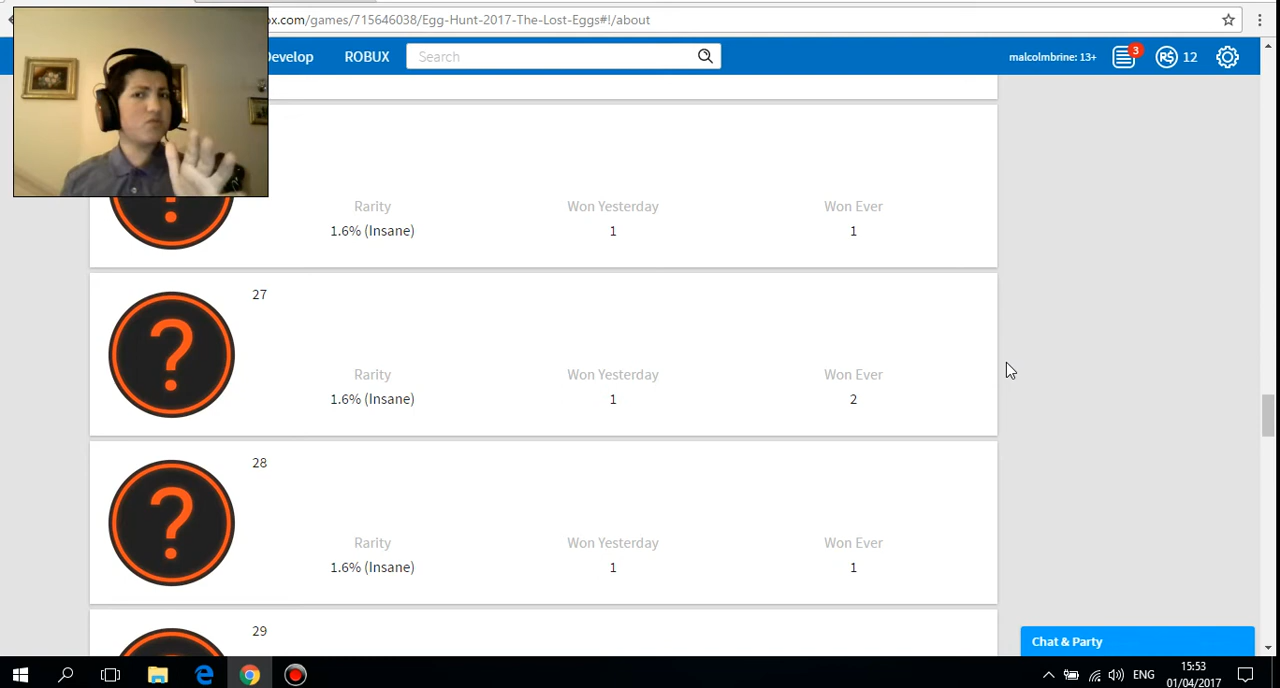 ox.com/games/715646038/Egg-Hunt-2017-The-Lost-Eggs#!/about
Develop ROBUX Search malcolmbrine: 13+ 3 R$ 12
Rarity Won Yesterday Won Ever
1.6% (Insane) 1 1
27
?
Rarity Won Yesterday Won Ever
1.6% (Insane) 1 2
28
?
Rarity Won Yesterday Won Ever
1.6% (Insane) 1 1
29
Chat & Party
ENG 15:53
01/04/2017